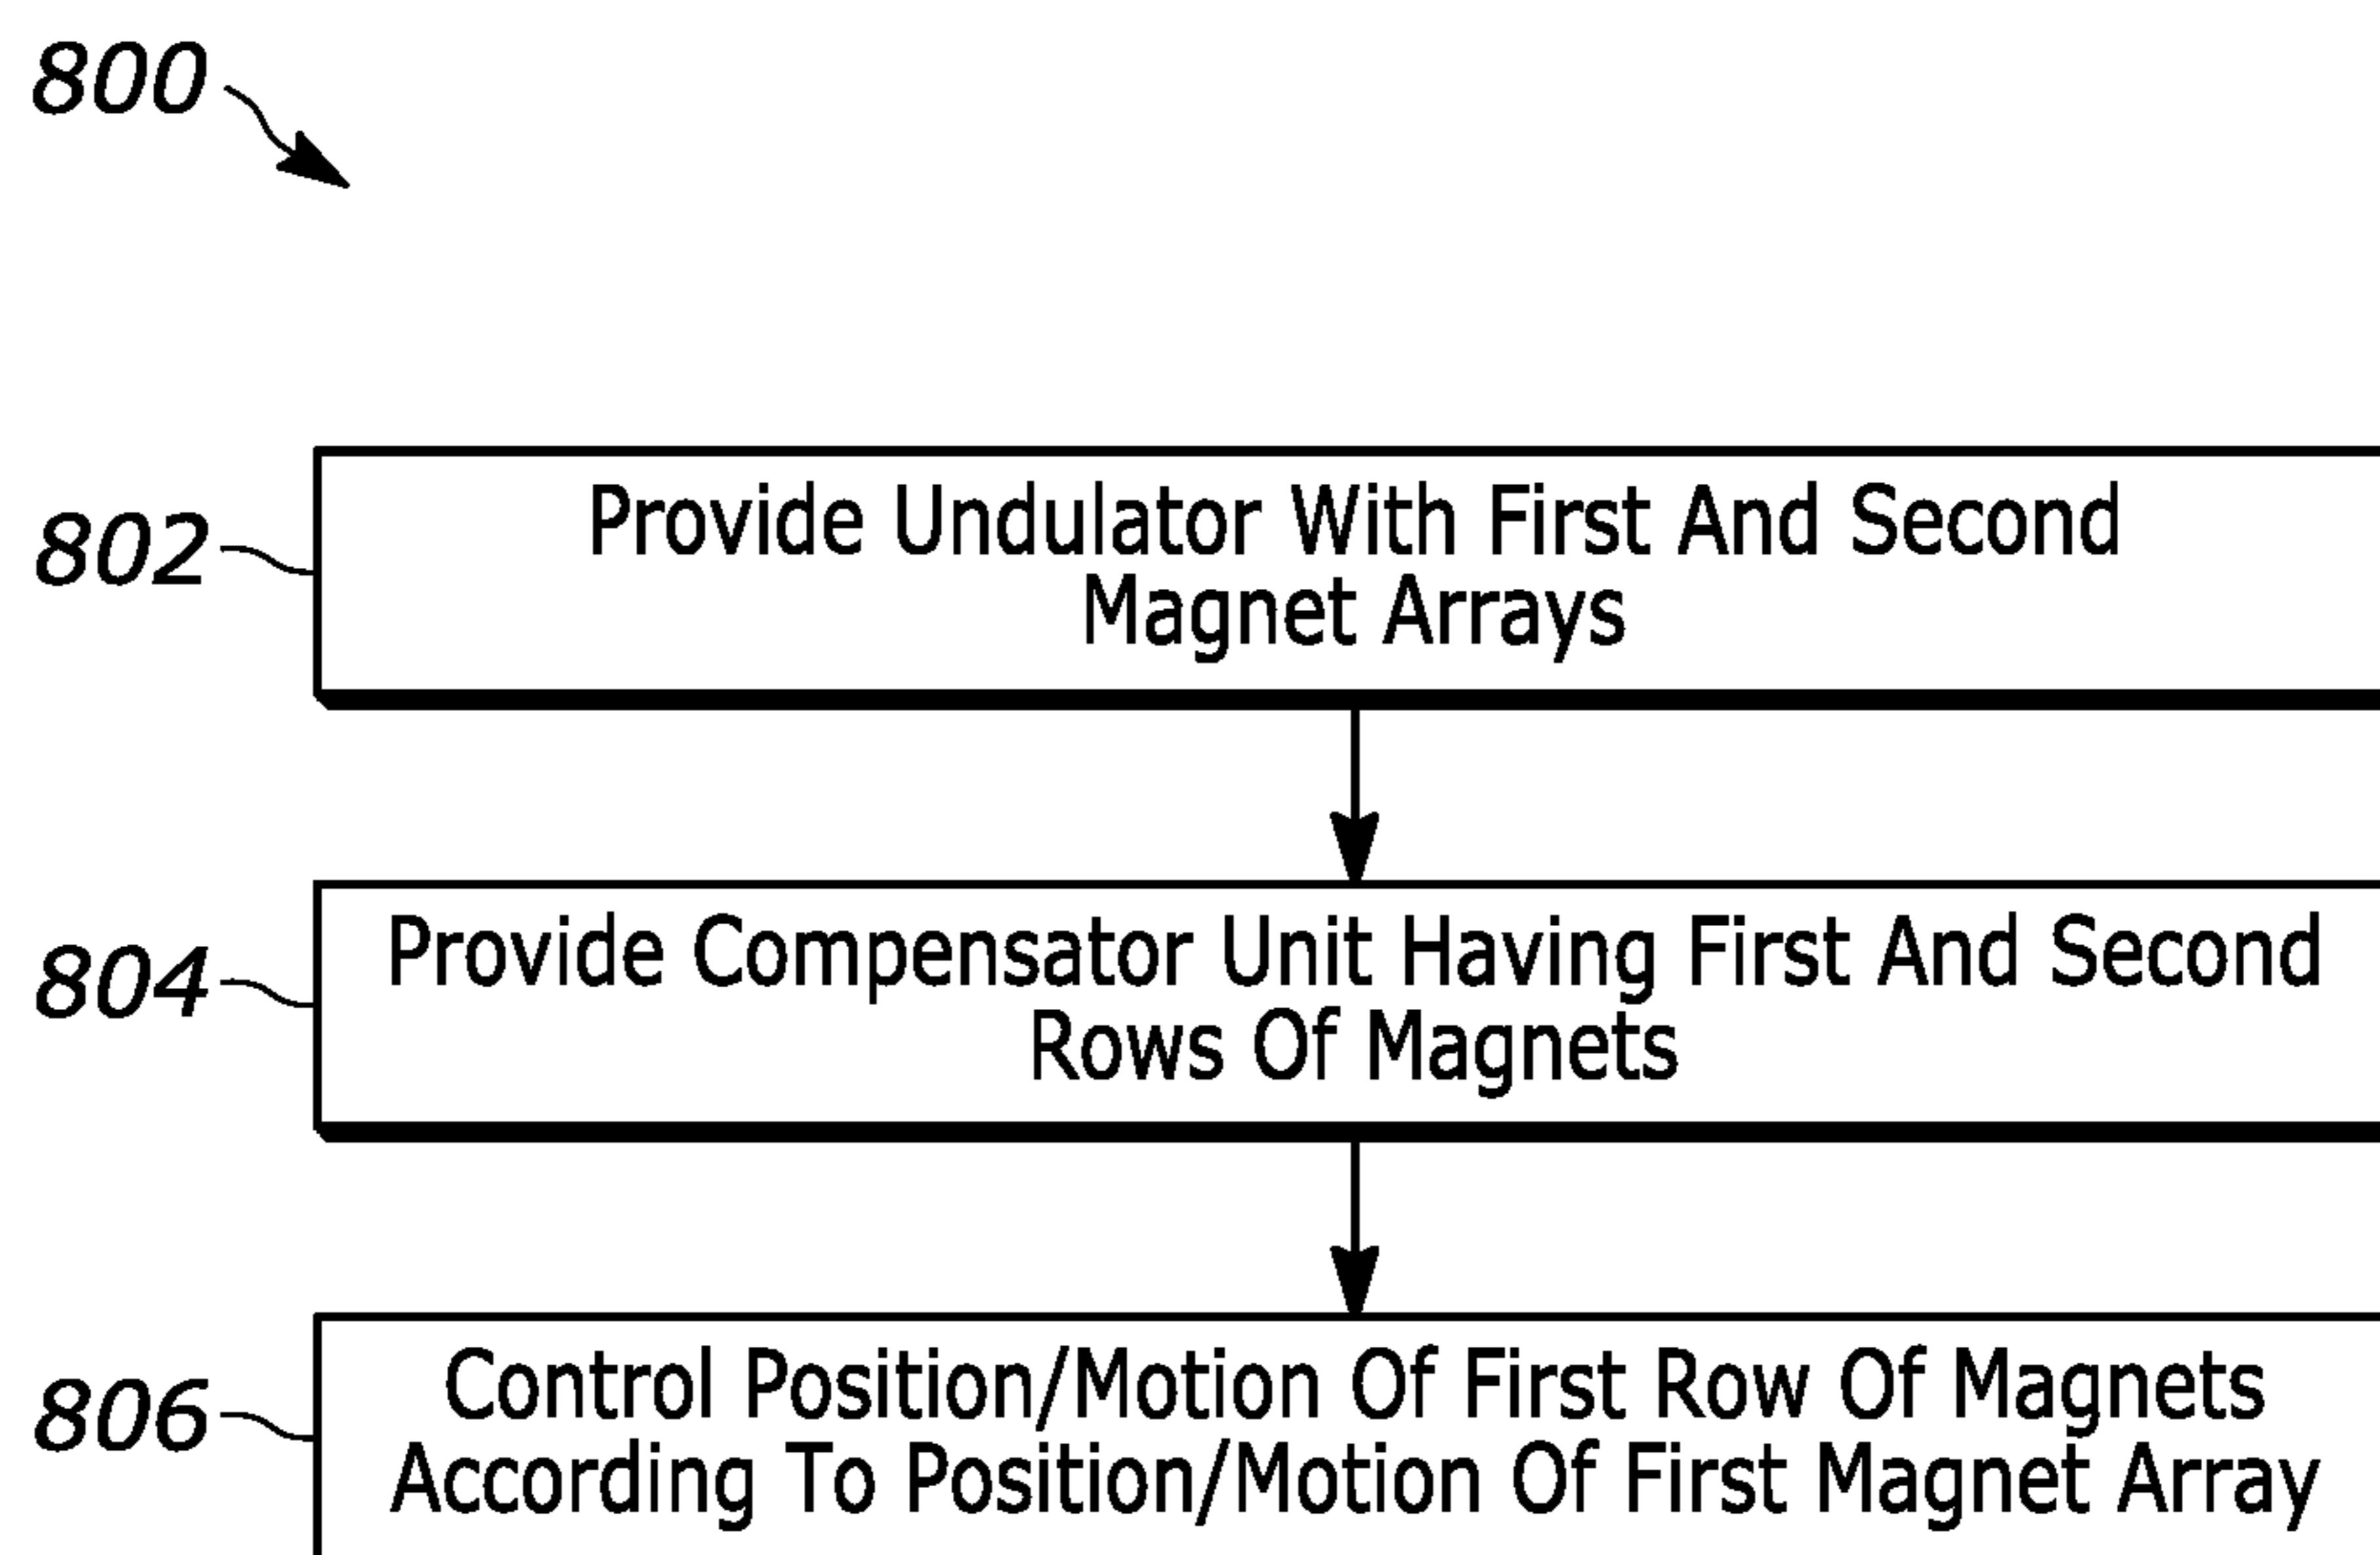 800
802
Provide Undulator With First And Second
Magnet Arrays
804
Provide Compensator Unit Having First And Second
Rows Of Magnets
806
Control Position/Motion Of First Row Of Magnets
According To Position/Motion Of First Magnet Array